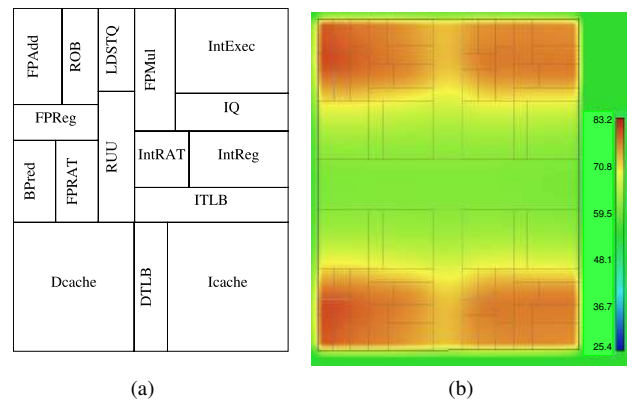 FPAdd
ROB
LDSTQ
FPMul
IntExec
IQ
FPReg
BPred
FPRAT
RUU
IntRAT
IntReg
ITLB
Dcache
DTLB
Icache
83.2
70.8
59.5
48.1
36.7
25.4
(a)
(b)